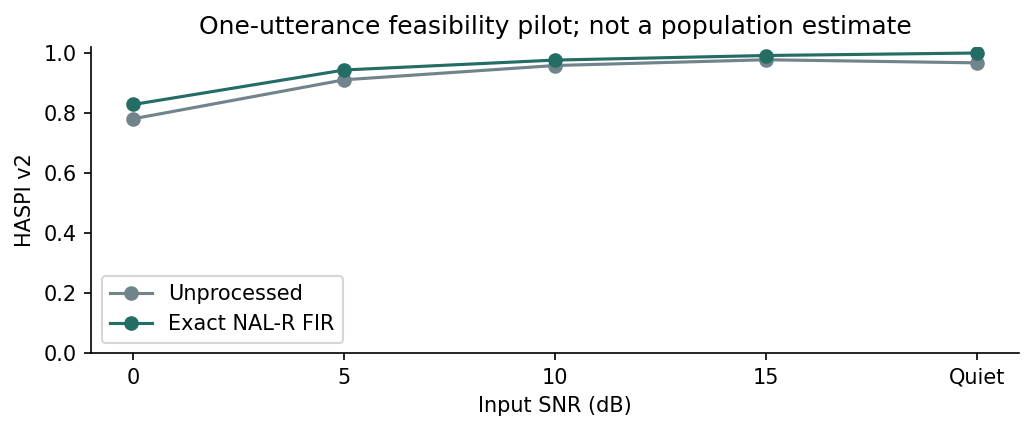 One-utterance feasibility pilot; not a population estimate
HASPI v2
1.0
0.8
0.6
0.4
0.2
0.0
Unprocessed
Exact NAL-R FIR
0 5 10 15 Quiet
Input SNR (dB)